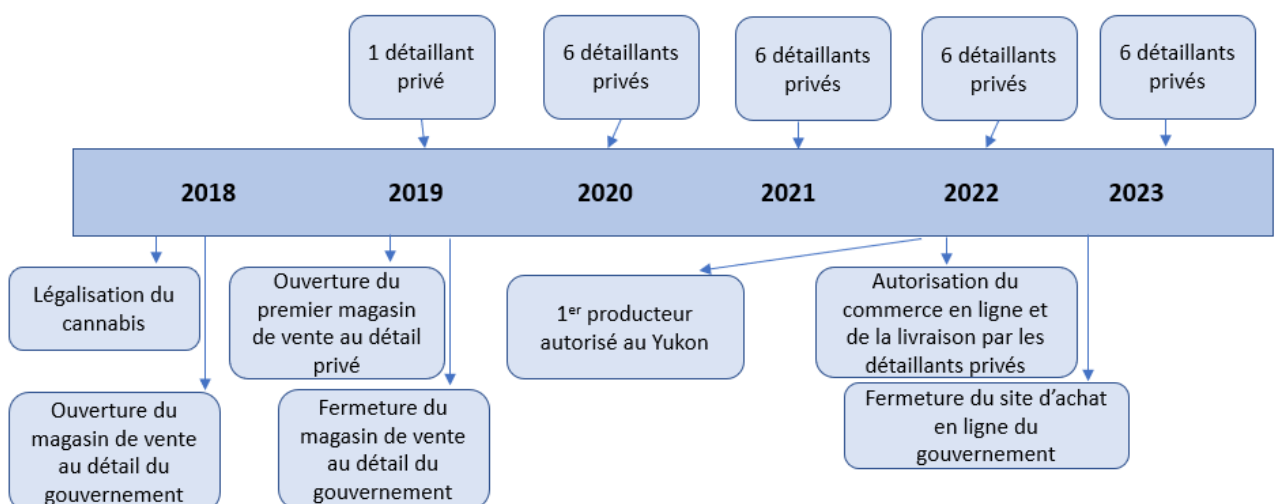 1 détaillant
privé
6 détaillants
privés
6 détaillants
privés
6 détaillants
privés
6 détaillants
privés
2018
2019
2020
2021
2022
2023
Légalisation du
cannabis
Ouverture du
premier magasin
de vente au détail
privé
1er producteur
autorisé au Yukon
Autorisation du
commerce en ligne et
de la livraison par les
détaillants privés
Ouverture du
magasin de vente
au détail du
gouvernement
Fermeture du
magasin de vente
au détail du
gouvernement
Fermeture du site d’achat
en ligne du
gouvernement